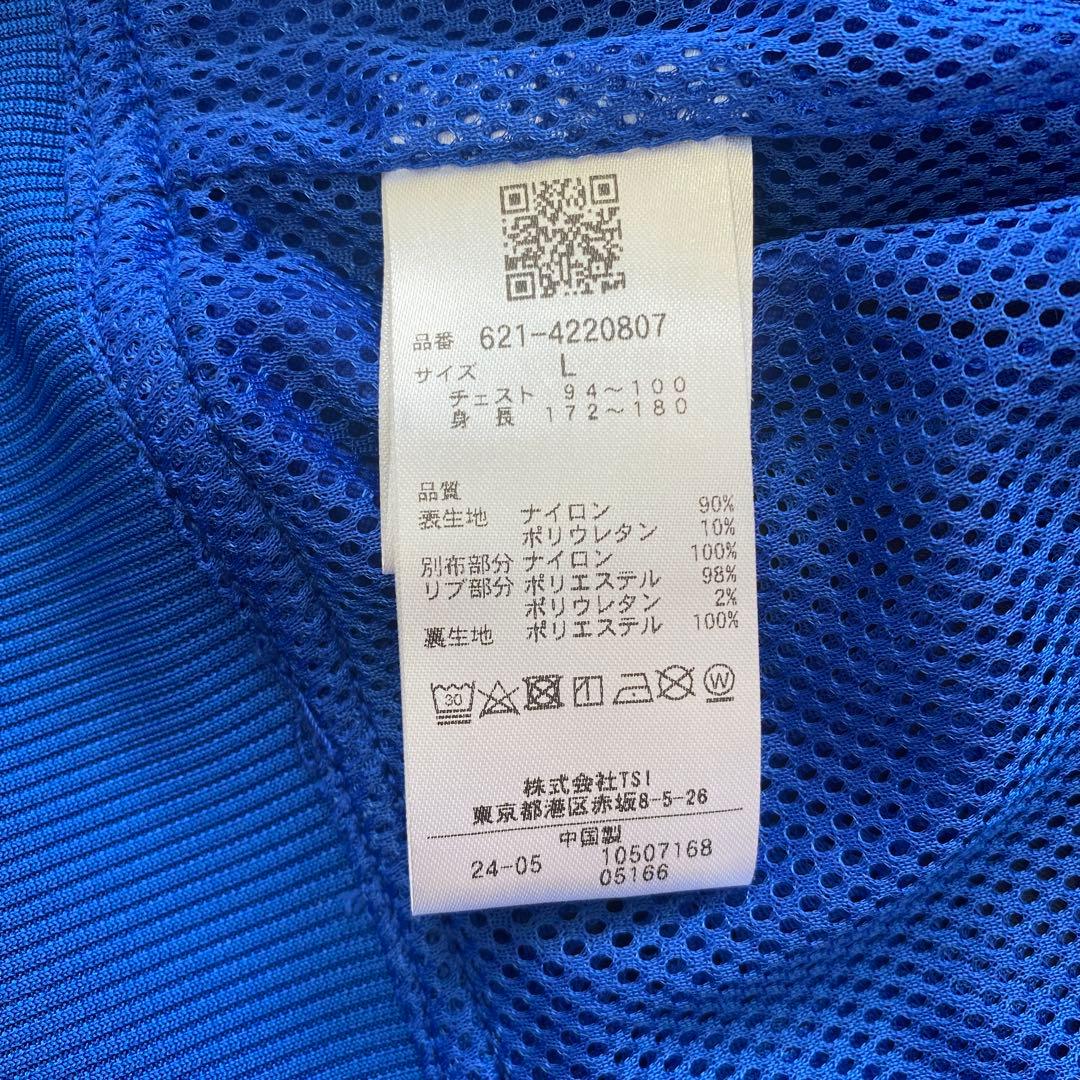 品番 621-4220807
サイズ L
チェスト 94～100
身長 172～180
品質
表生地 ナイロン 90%
ポリウレタン 10%
別布部分 ナイロン 100%
リブ部分 ポリエステル 98%
ポリウレタン 2%
裏生地 ポリエステル 100%
30 W
株式会社TSI
東京都港区赤坂8-5-26
中国製
24-05 10507168
05166